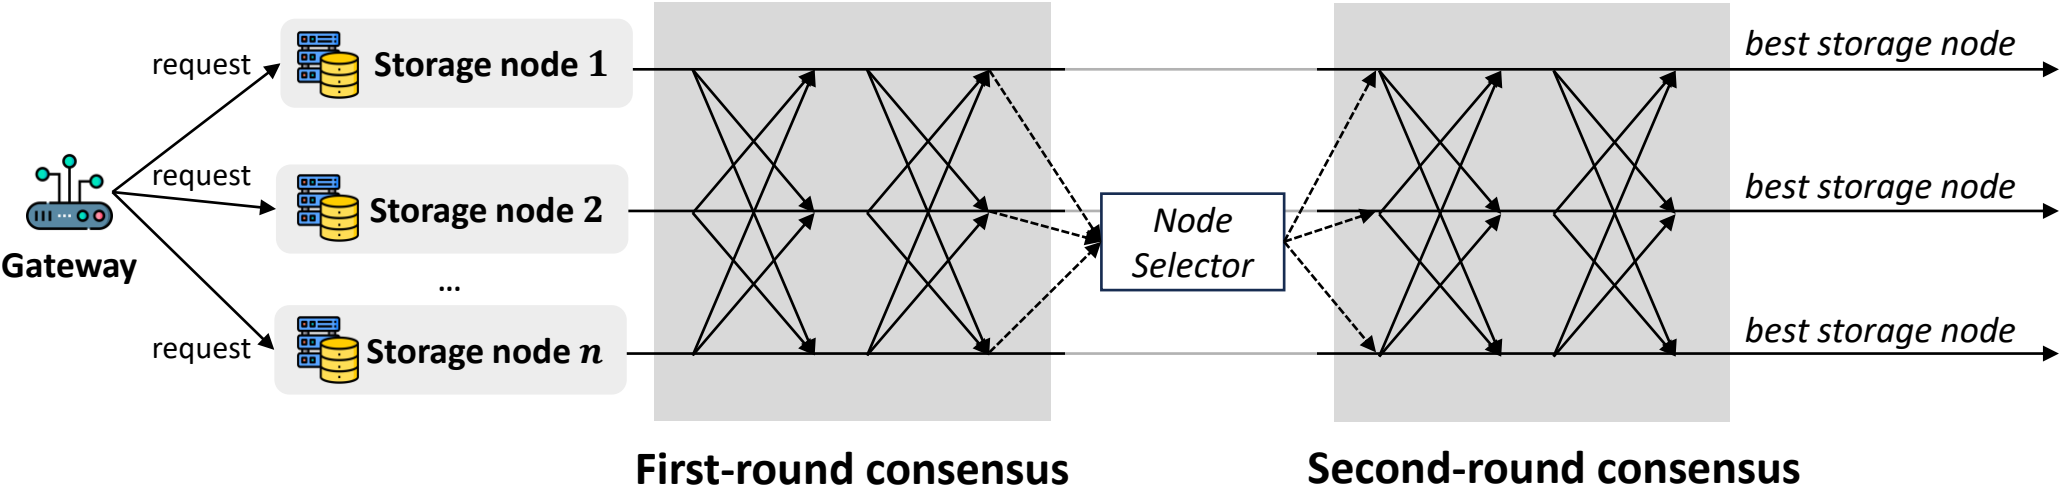 request
Storage node 1
best storage node
request
Storage node 2
best storage node
Node
Selector
Gateway
...
request
Storage node n
best storage node
First-round consensus
Second-round consensus